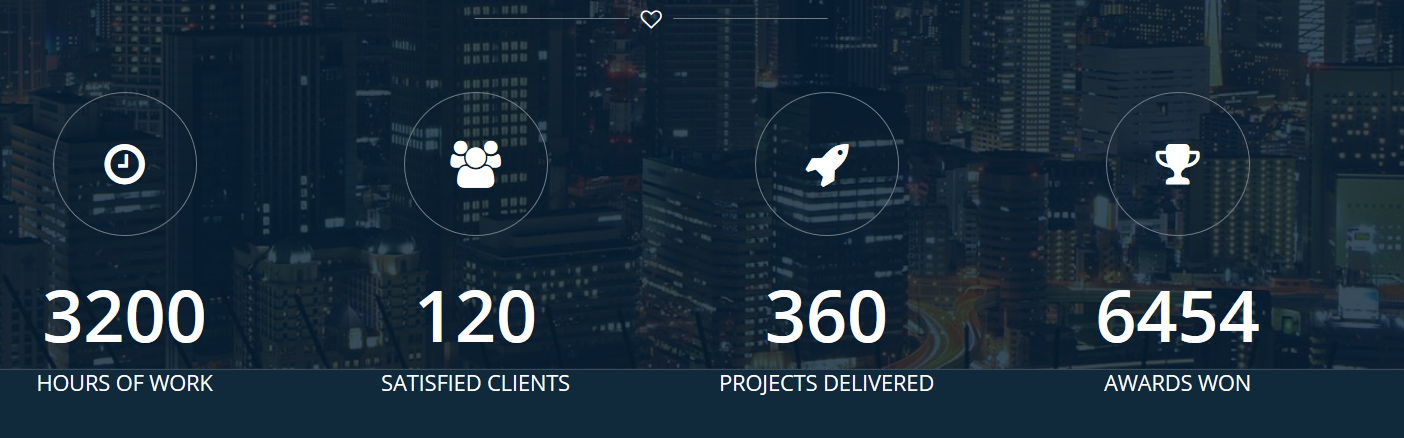 3200
HOURS OF WORK
120
SATISFIED CLIENTS
360
PROJECTS DELIVERED
6454
AWARDS WON